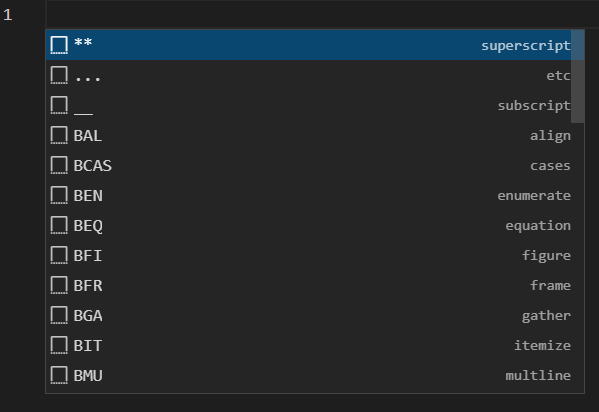 1
** superscript
... etc
__ subscript
BAL align
BCAS cases
BEN enumerate
BEQ equation
BFI figure
BFR frame
BGA gather
BIT itemize
BMU multline